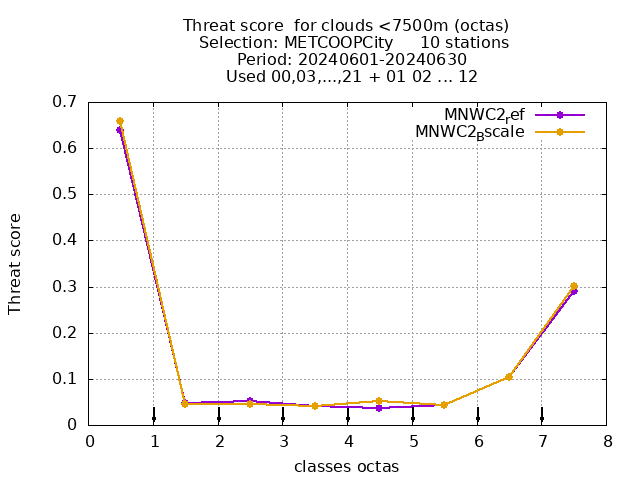 Threat score  for clouds <7500m (octas)
Selection: METCOOPCity     10 stations
Period: 20240601-20240630
Used 00,03,...,21 + 01 02 ... 12
MNWC2ref
MNWC2Bscale
0.7
0.6
0.5
0.4
0.3
0.2
0.1
0
Threat score
0 1 2 3 4 5 6 7 8
classes octas